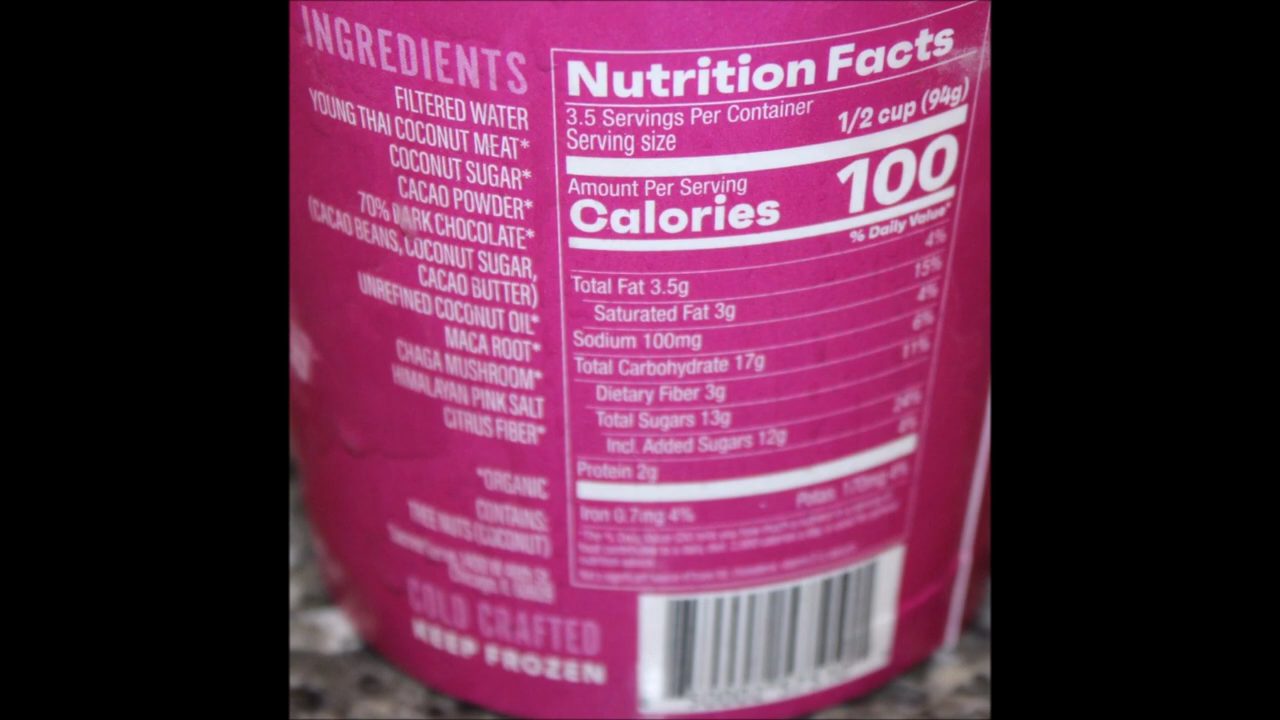 INGREDIENTS
FILTERED WATER
YOUNG THAI COCONUT MEAT*
COCONUT SUGAR*
CACAO POWDER*
70% DARK CHOCOLATE*
(CACAO BEANS, COCONUT SUGAR,
CACAO BUTTER)
UNREFINED COCONUT OIL*
MACA ROOT*
CHAGA MUSHROOM*
HIMALAYAN PINK SALT
CITRUS FIBER*
*ORGANIC
CONTAINS:
TREE NUTS (COCONUT)
COLD CRAFTED
KEEP FROZEN
Nutrition Facts
3.5 Servings Per Container
Serving size 1/2 cup (94g)
Amount Per Serving
Calories 100
% Daily Value*
Total Fat 3.5g 4%
Saturated Fat 3g 15%
Sodium 100mg 4%
Total Carbohydrate 17g 6%
Dietary Fiber 3g 11%
Total Sugars 13g
Incl. Added Sugars 12g 24%
Protein 2g
Iron 0.7mg 4% Potas. 170mg 4%